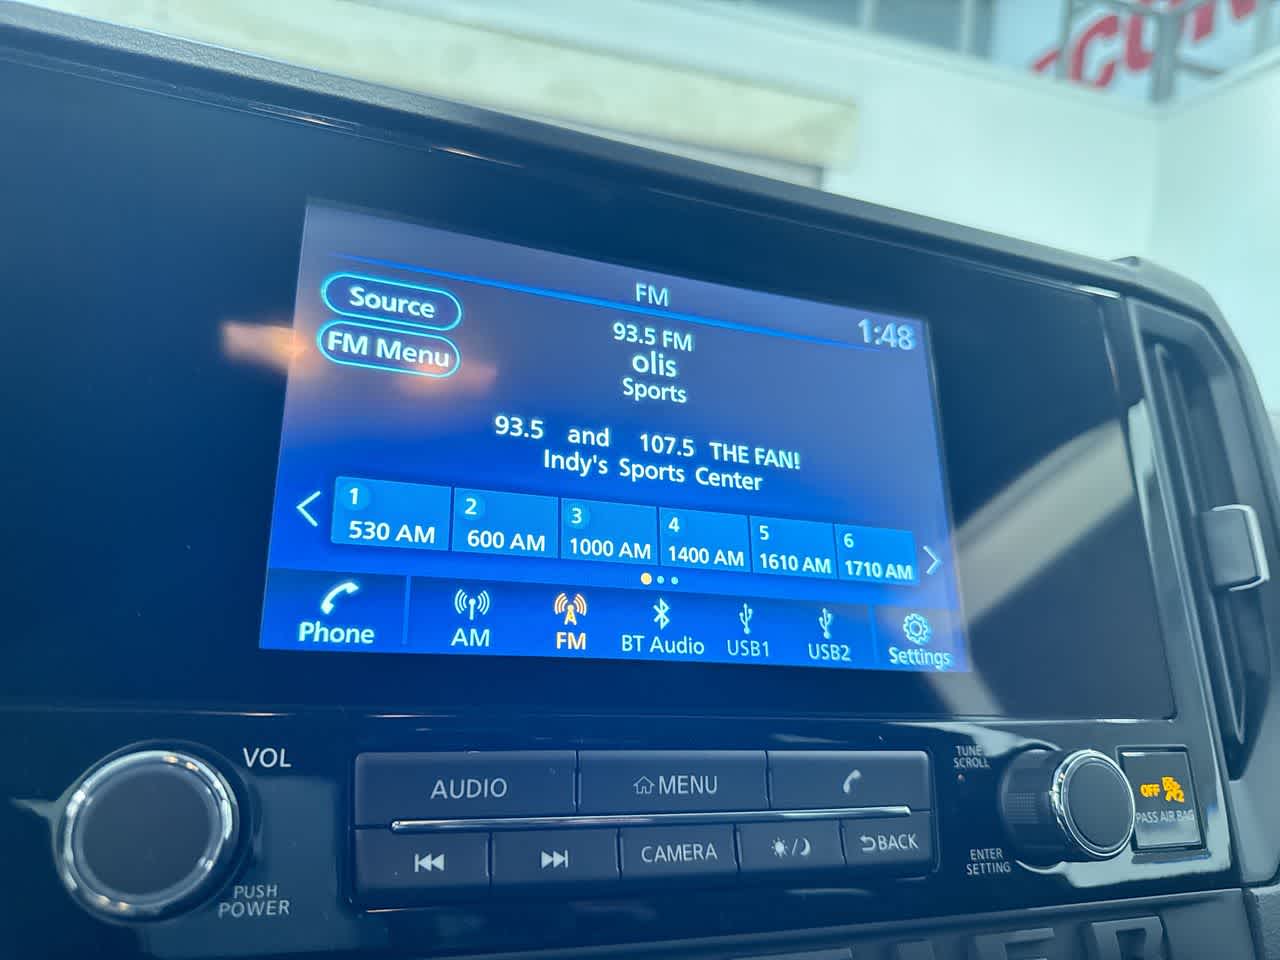 FM
1:48
Source
FM Menu
93.5 FM
olis
Sports
93.5 and 107.5 THE FAN!
Indy's Sports Center
1
530 AM
2
600 AM
3
1000 AM
4
1400 AM
5
1610 AM
6
1710 AM
Phone
AM
FM
BT Audio
USB1
USB2
Settings
VOL
PUSH
POWER
AUDIO
MENU
CAMERA
BACK
TUNE
SCROLL
ENTER
SETTING
OFF
2
PASS AIR BAG